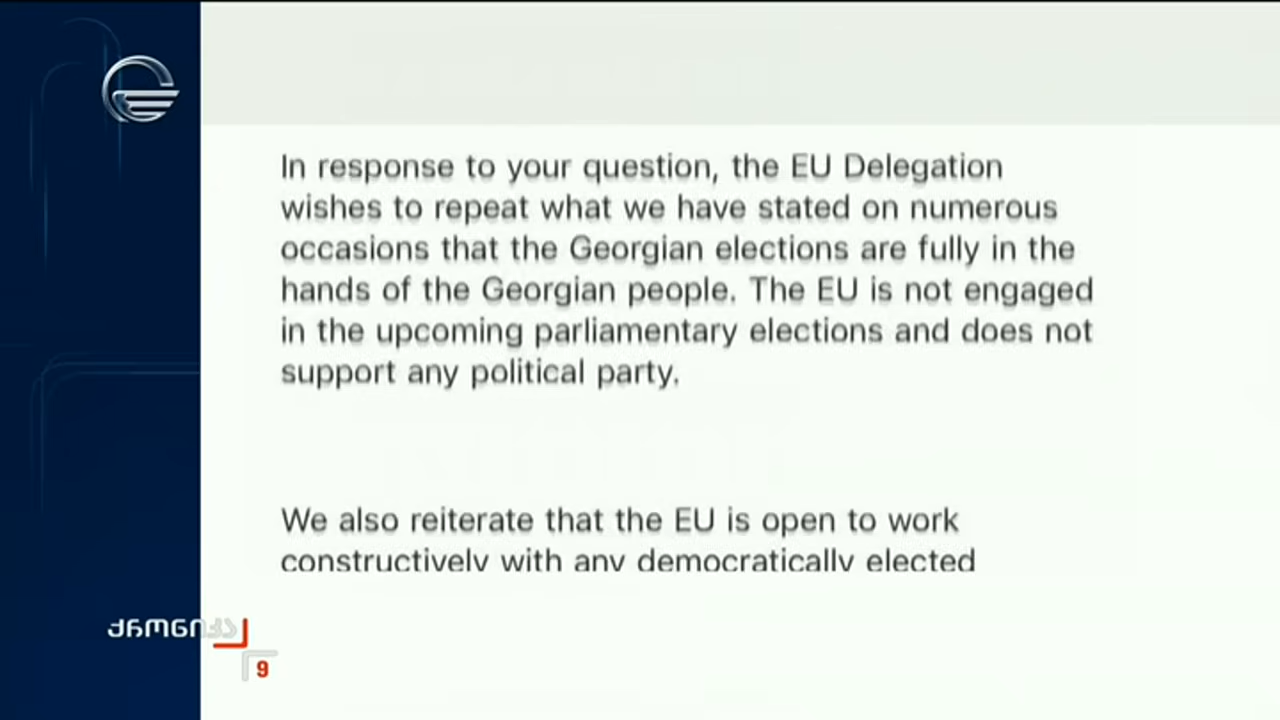 In response to your question, the EU Delegation
wishes to repeat what we have stated on numerous
occasions that the Georgian elections are fully in the
hands of the Georgian people. The EU is not engaged
in the upcoming parliamentary elections and does not
support any political party.
We also reiterate that the EU is open to work
constructively with any democratically elected
ქრონიკა
9